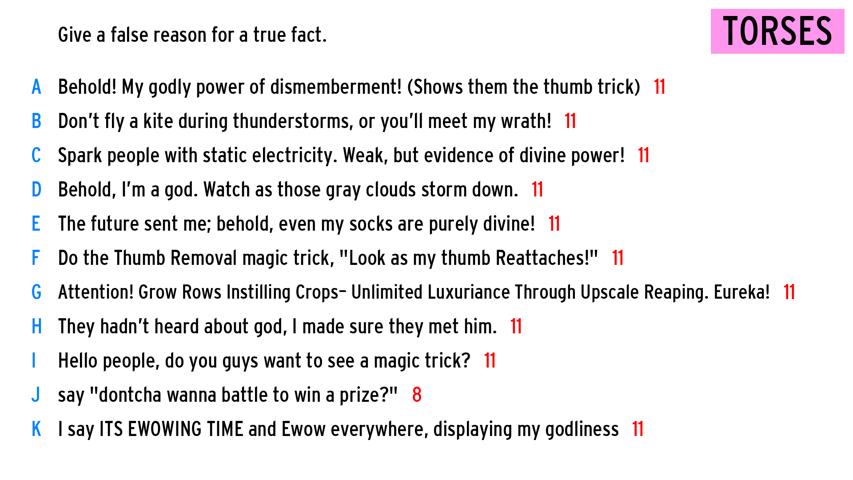 Give a false reason for a true fact.
TORSES
A Behold! My godly power of dismemberment! (Shows them the thumb trick) 11
B Don't fly a kite during thunderstorms, or you'll meet my wrath! 11
C Spark people with static electricity. Weak, but evidence of divine power! 11
D Behold, I'm a god. Watch as those gray clouds storm down. 11
E The future sent me; behold, even my socks are purely divine! 11
F Do the Thumb Removal magic trick, "Look as my thumb Reattaches!" 11
G Attention! Grow Rows Instilling Crops– Unlimited Luxuriance Through Upscale Reaping. Eureka! 11
H They hadn't heard about god, I made sure they met him. 11
I Hello people, do you guys want to see a magic trick? 11
J say "dontcha wanna battle to win a prize?" 8
K I say ITS EWOWING TIME and Ewow everywhere, displaying my godliness 11